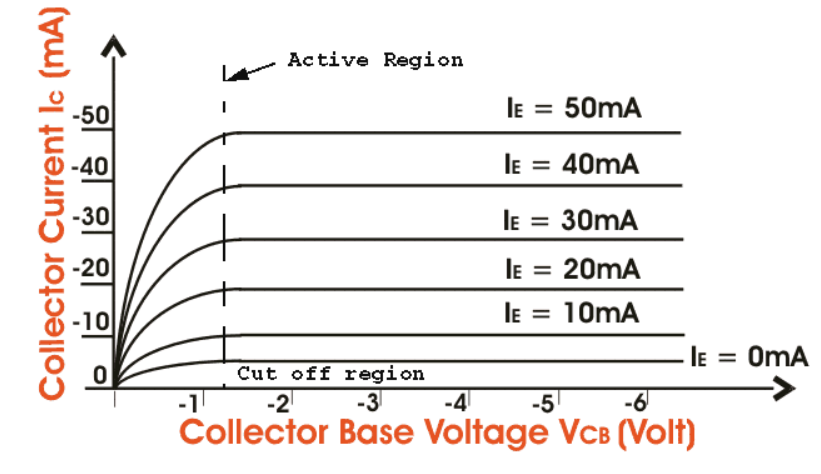 Collector Current Ic (mA)
Active Region
-50
-40
-30
-20
-10
0
IE = 50mA
IE = 40mA
IE = 30mA
IE = 20mA
IE = 10mA
IE = 0mA
Cut off region
-1 -2 -3 -4 -5 -6
Collector Base Voltage VCB (Volt)